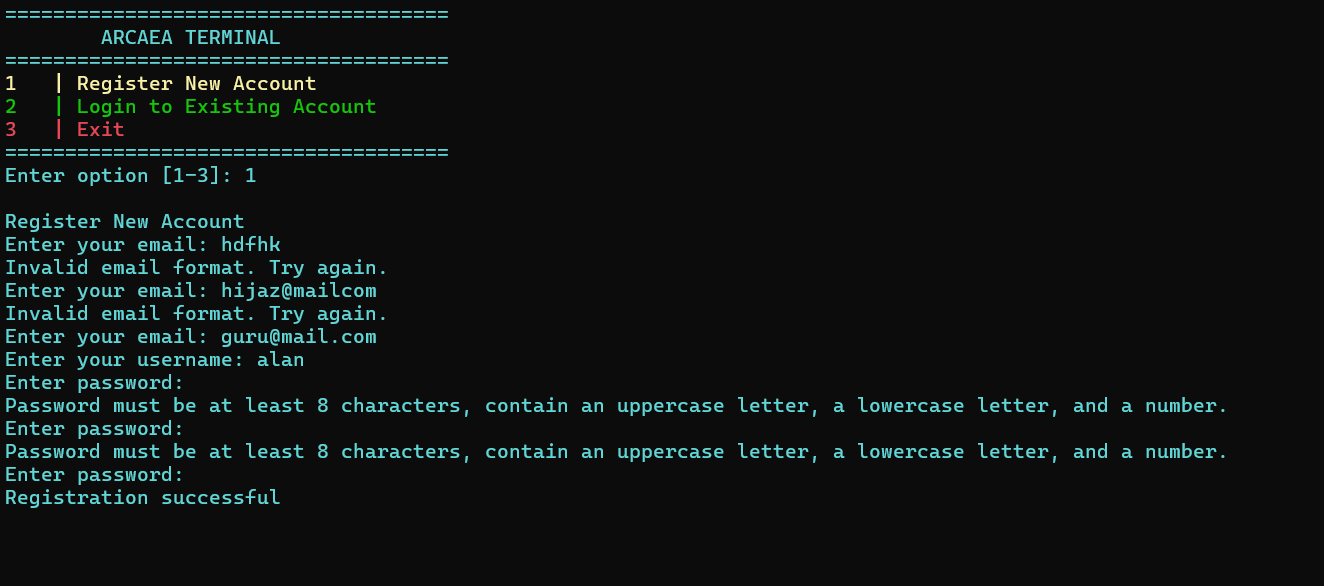 =====================================
        ARCAEA TERMINAL
=====================================
1   | Register New Account
2   | Login to Existing Account
3   | Exit
=====================================
Enter option [1-3]: 1

Register New Account
Enter your email: hdfhk
Invalid email format. Try again.
Enter your email: hijaz@mailcom
Invalid email format. Try again.
Enter your email: guru@mail.com
Enter your username: alan
Enter password:
Password must be at least 8 characters, contain an uppercase letter, a lowercase letter, and a number.
Enter password:
Password must be at least 8 characters, contain an uppercase letter, a lowercase letter, and a number.
Enter password:
Registration successful